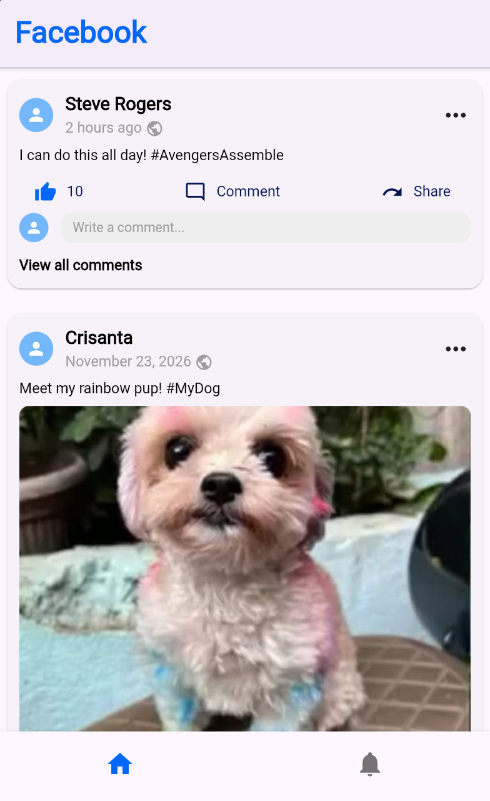 Facebook
Steve Rogers
2 hours ago
I can do this all day! #AvengersAssemble
10 Comment Share
Write a comment...
View all comments
Crisanta
November 23, 2026
Meet my rainbow pup! #MyDog